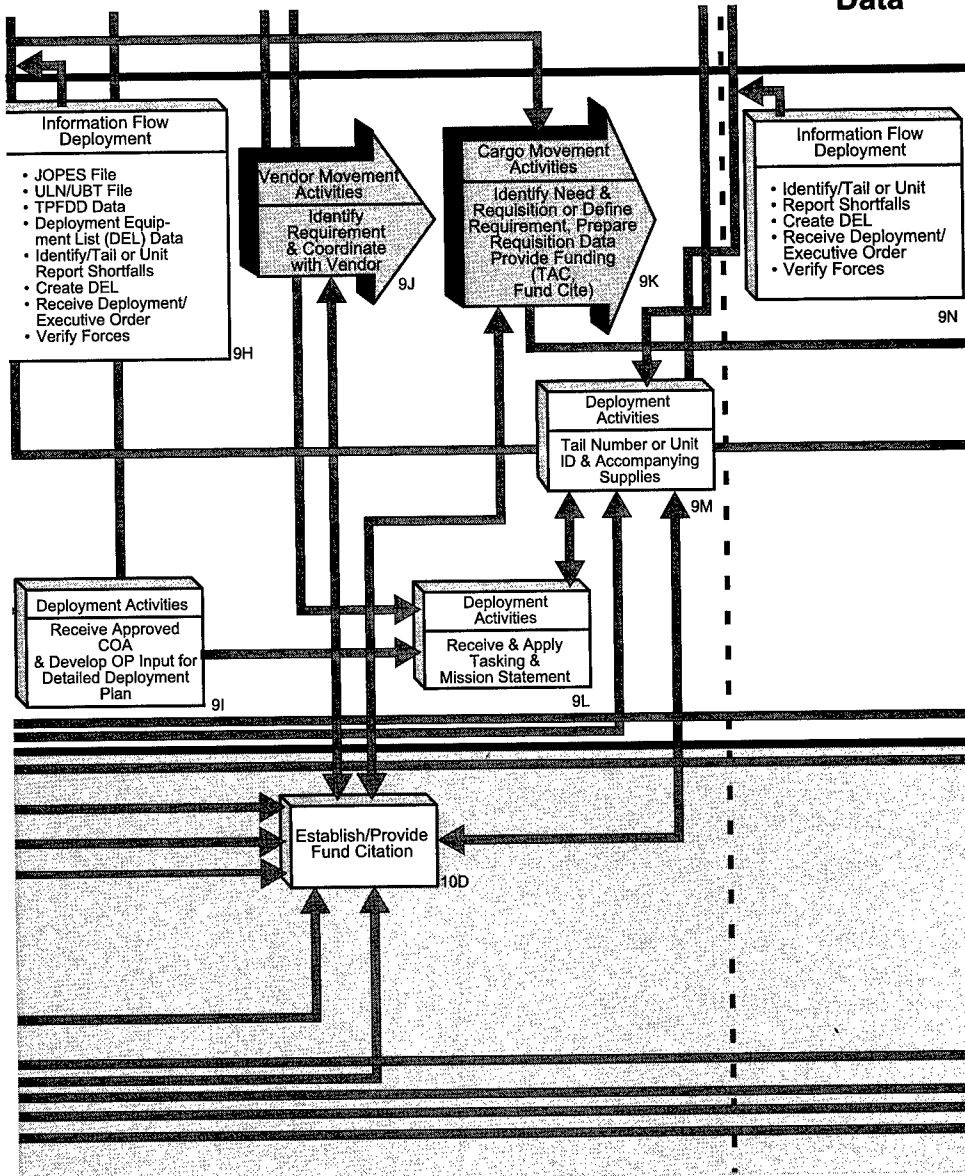 Data
Information Flow
Deployment
• JOPES File
• ULN/UBT File
• TPFDD Data
• Deployment Equip-
ment List (DEL) Data
• Identify/Tail or Unit
Report Shortfalls
• Create DEL
• Receive Deployment/
Executive Order
• Verify Forces
9H
Vendor Movement
Activities
Identify
Requirement
& Coordinate
with Vendor
9J
Cargo Movement
Activities
Identify Need &
Requisition or Define
Requirement, Prepare
Requisition Data
Provide Funding
(TAC,
Fund Cite)
9K
Information Flow
Deployment
• Identify/Tail or Unit
• Report Shortfalls
• Create DEL
• Receive Deployment/
Executive Order
• Verify Forces
9N
Deployment
Activities
Tail Number or Unit
ID & Accompanying
Supplies
9M
Deployment Activities
Receive Approved
COA
& Develop OP Input for
Detailed Deployment
Plan
9I
Deployment
Activities
Receive & Apply
Tasking &
Mission Statement
9L
Establish/Provide
Fund Citation
10D